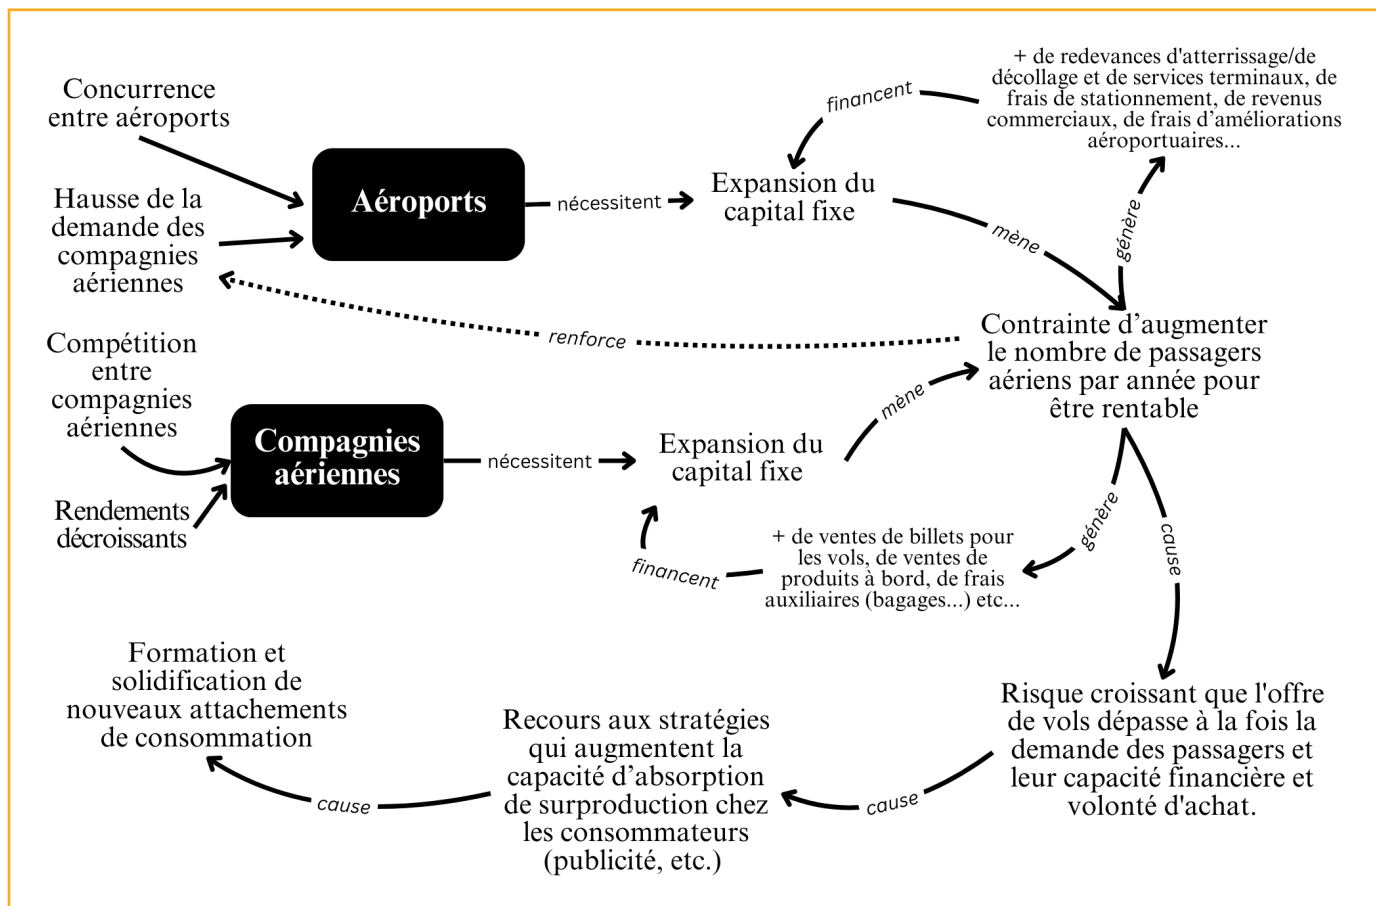 Concurrence
entre aéroports
Hausse de la
demande des
compagnies
aériennes
Aéroports
nécessitent
Expansion du
capital fixe
financent
+ de redevances d'atterrissage/de
décollage et de services terminaux, de
frais de stationnement, de revenus
commerciaux, de frais d’améliorations
aéroportuaires...
mène
génère
Contrainte d’augmenter
le nombre de passagers
aériens par année pour
être rentable
renforce
Compétition
entre
compagnies
aériennes
Rendements
décroissants
Compagnies
aériennes
nécessitent
Expansion du
capital fixe
mène
génère
+ de ventes de billets pour
les vols, de ventes de
produits à bord, de frais
auxiliaires (bagages...) etc...
financent
cause
Risque croissant que l'offre
de vols dépasse à la fois la
demande des passagers et
leur capacité financière et
volonté d'achat.
cause
Recours aux stratégies
qui augmentent la
capacité d’absorption
de surproduction chez
les consommateurs
(publicité, etc.)
cause
Formation et
solidification de
nouveaux attachements
de consommation